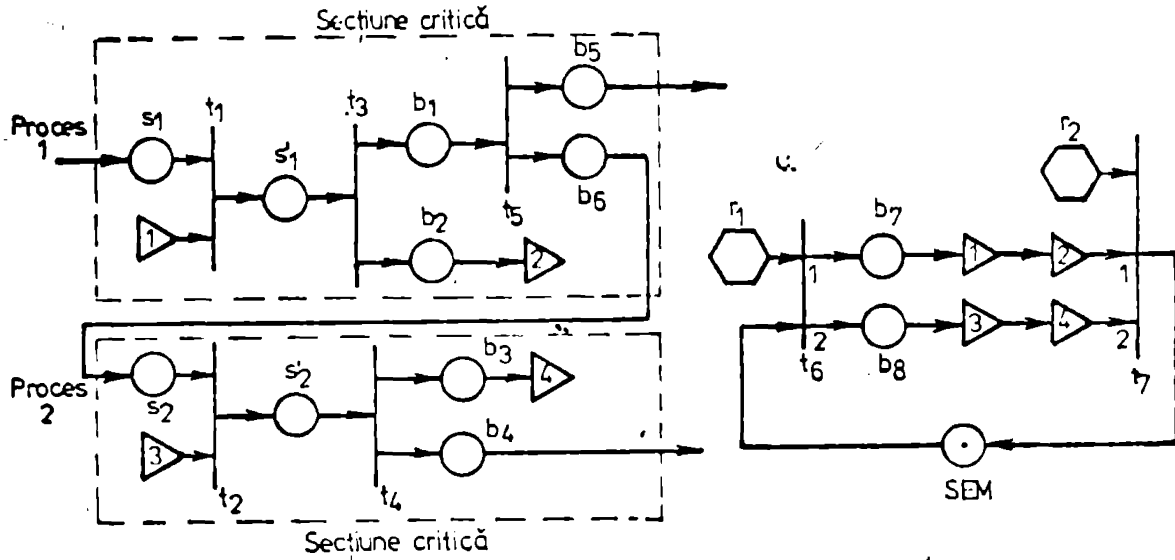 Secțiune critică
Proces 1
s1
t1
1
s'1
t3
b1
b2
2
t5
b5
b6
Proces 2
s2
3
t2
s'2
t4
b3
4
b4
Secțiune critică
r1
r2
b7
1
2
1
1
2
3
4
2
t6
b8
t7
SEM